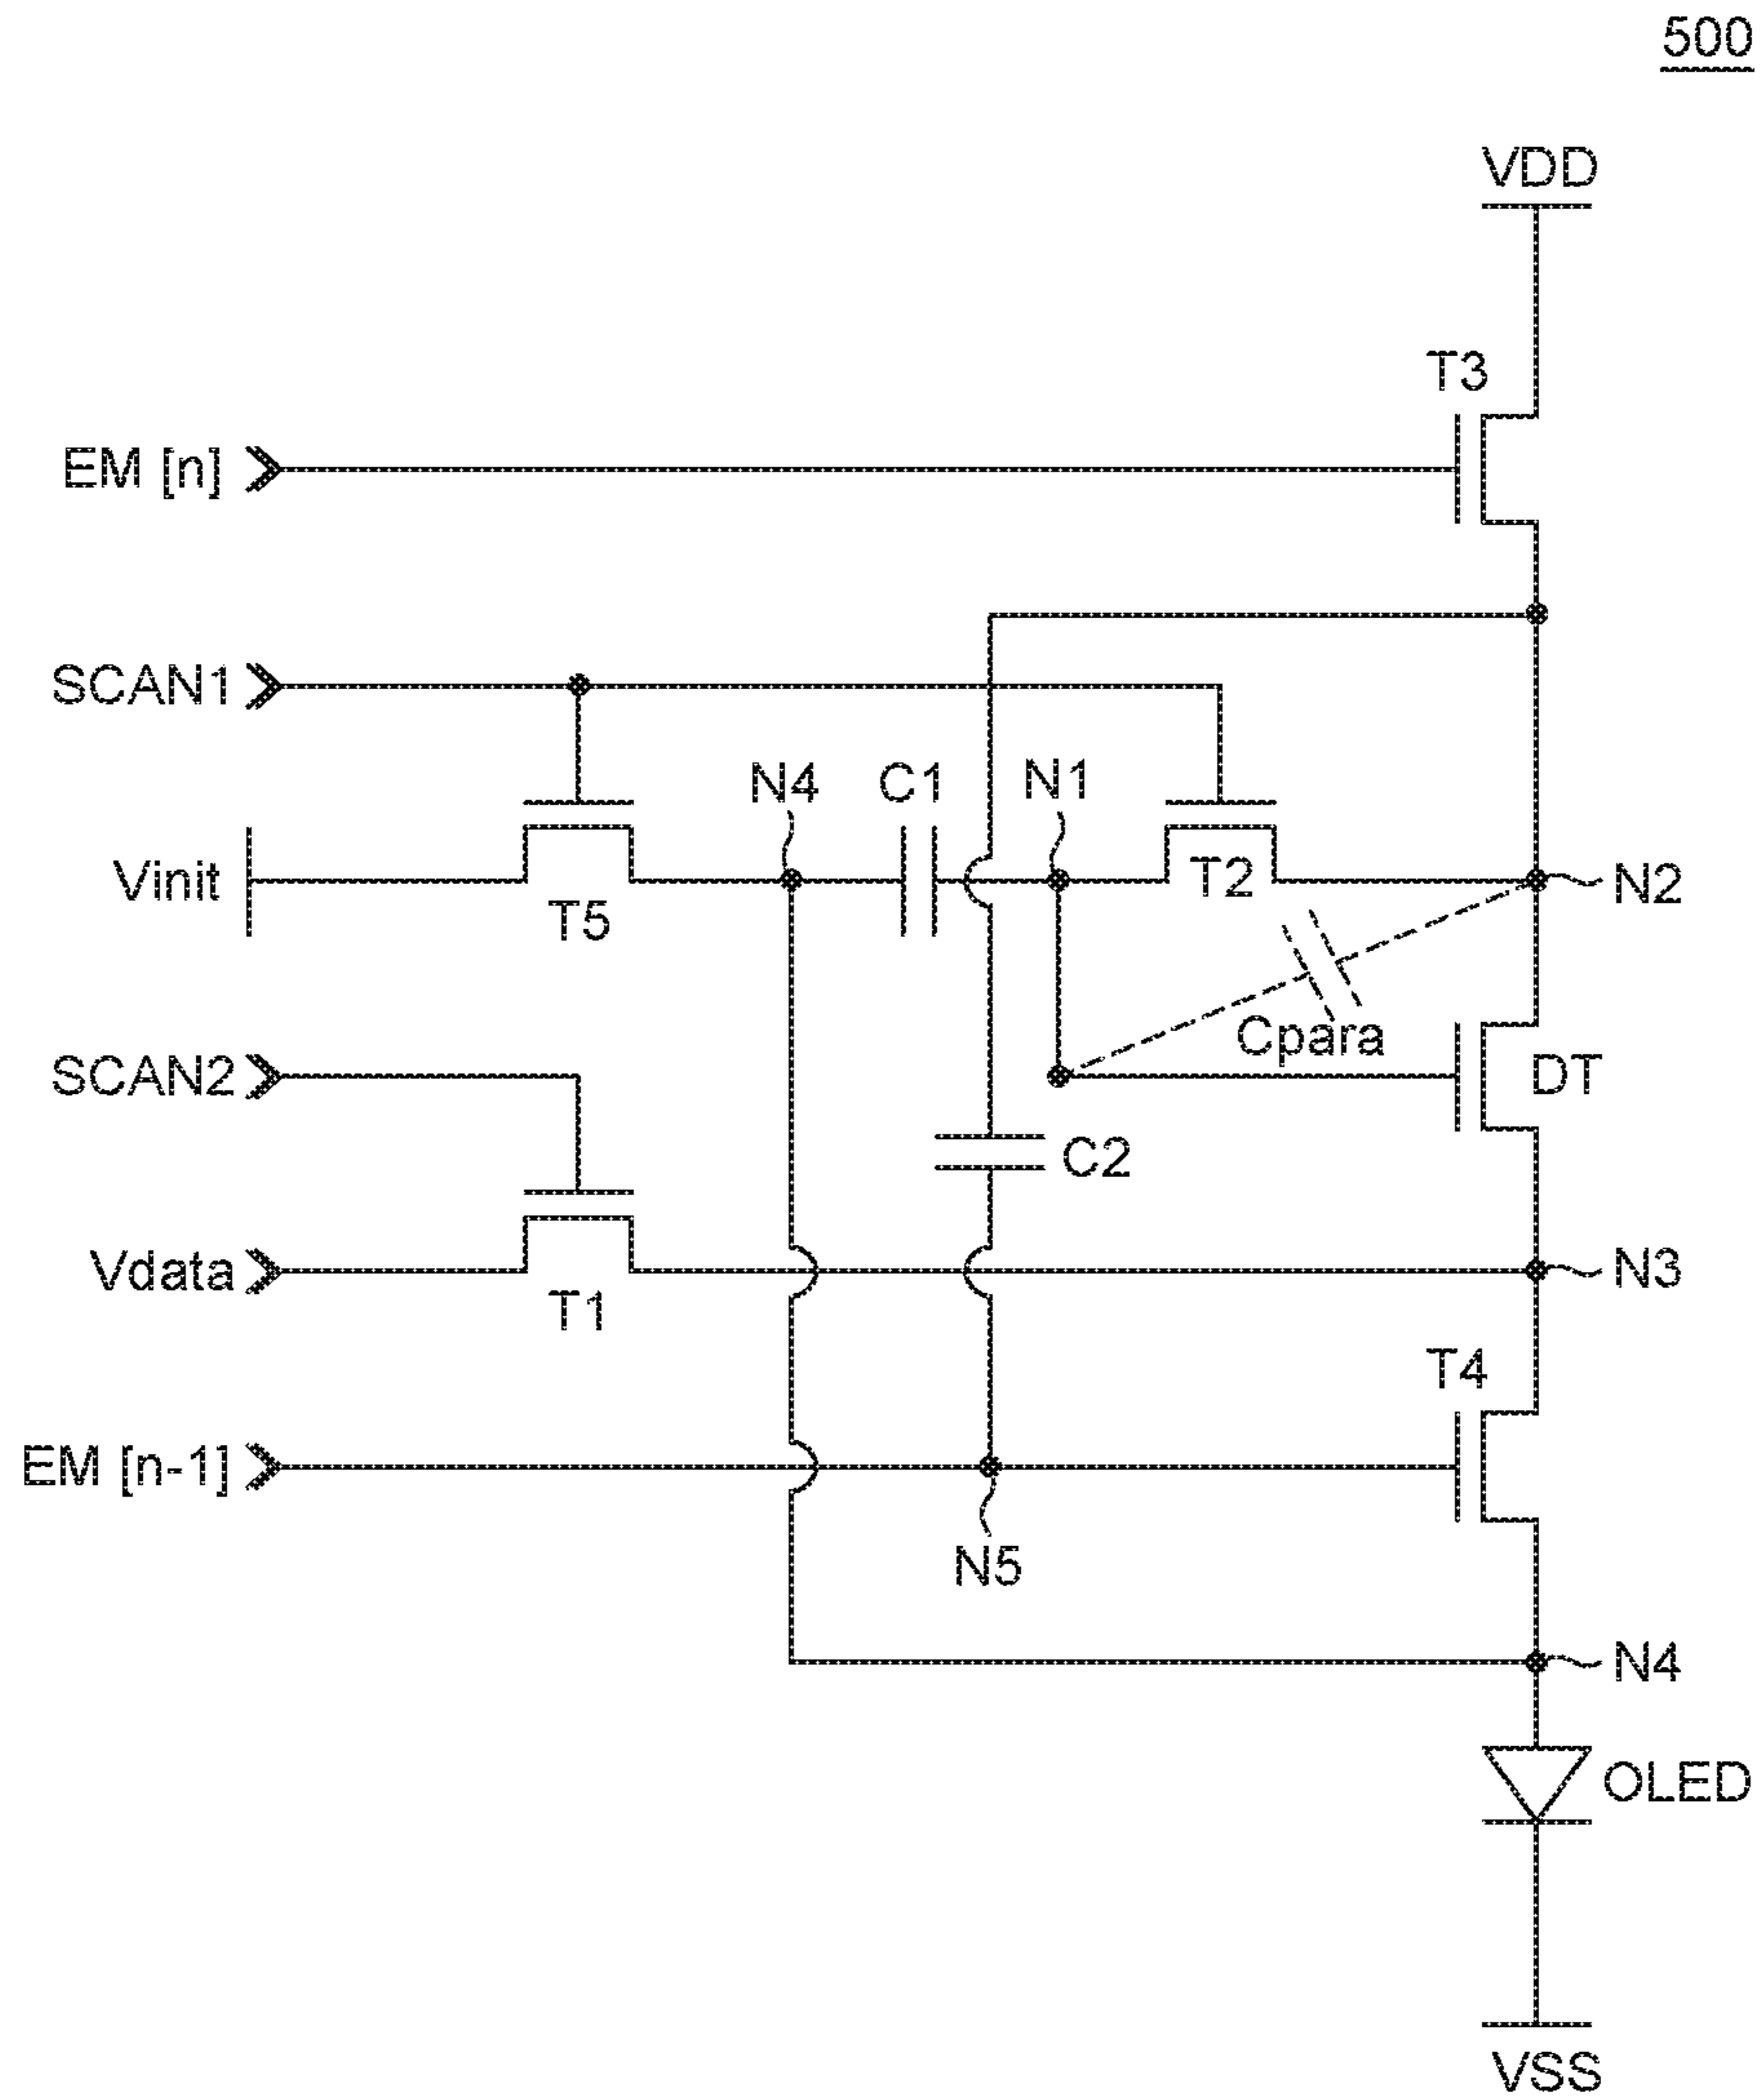 500
VDD
T3
EM [n]
SCAN1
N4
C1
N1
Vinit
T5
T2
N2
Cpara
SCAN2
DT
C2
Vdata
T1
N3
T4
EM [n-1]
N5
N4
OLED
VSS